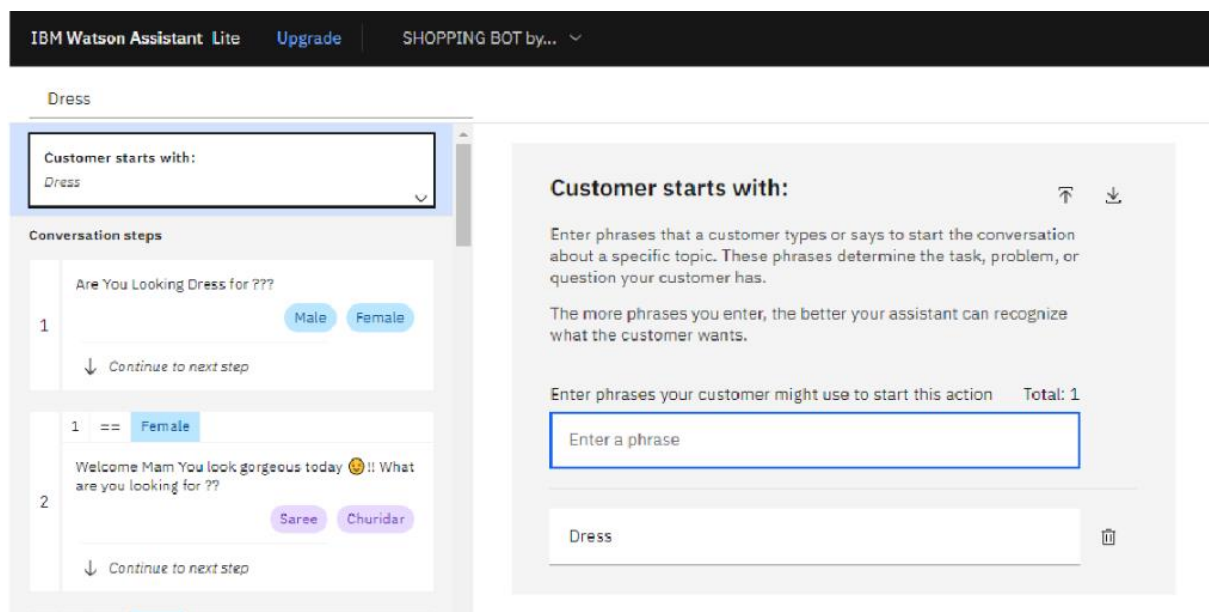 IBM Watson Assistant Lite Upgrade SHOPPING BOT by...
Dress
Customer starts with:
Dress
Conversation steps
1
Are You Looking Dress for ???
Male Female
Continue to next step
1 == Female
2
Welcome Mam You look gorgeous today 😉!! What
are you looking for ??
Saree Churidar
Continue to next step
Customer starts with:
Enter phrases that a customer types or says to start the conversation
about a specific topic. These phrases determine the task, problem, or
question your customer has.
The more phrases you enter, the better your assistant can recognize
what the customer wants.
Enter phrases your customer might use to start this action Total: 1
Enter a phrase
Dress